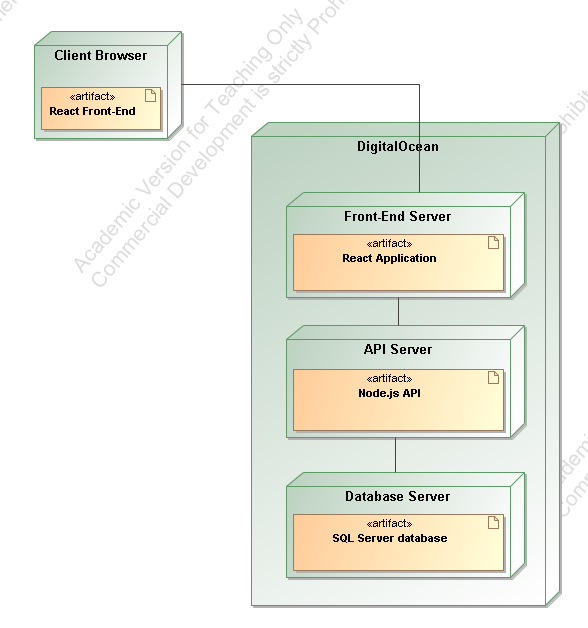 Client Browser
«artifact»
React Front-End
DigitalOcean
Front-End Server
«artifact»
React Application
API Server
«artifact»
Node.js API
Database Server
«artifact»
SQL Server database
Academic Version for Teaching Only
Commercial Development is strictly Prohibit